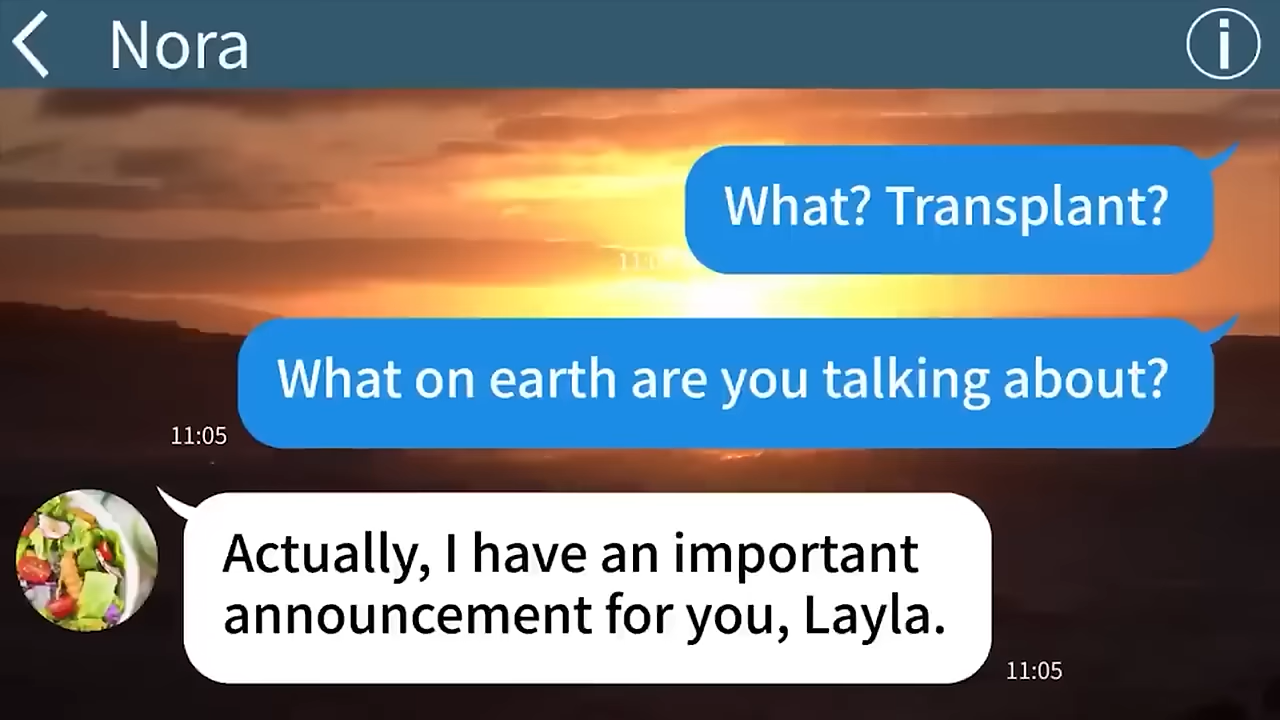 Nora
What? Transplant?
What on earth are you talking about?
11:05
Actually, I have an important
announcement for you, Layla.
11:05